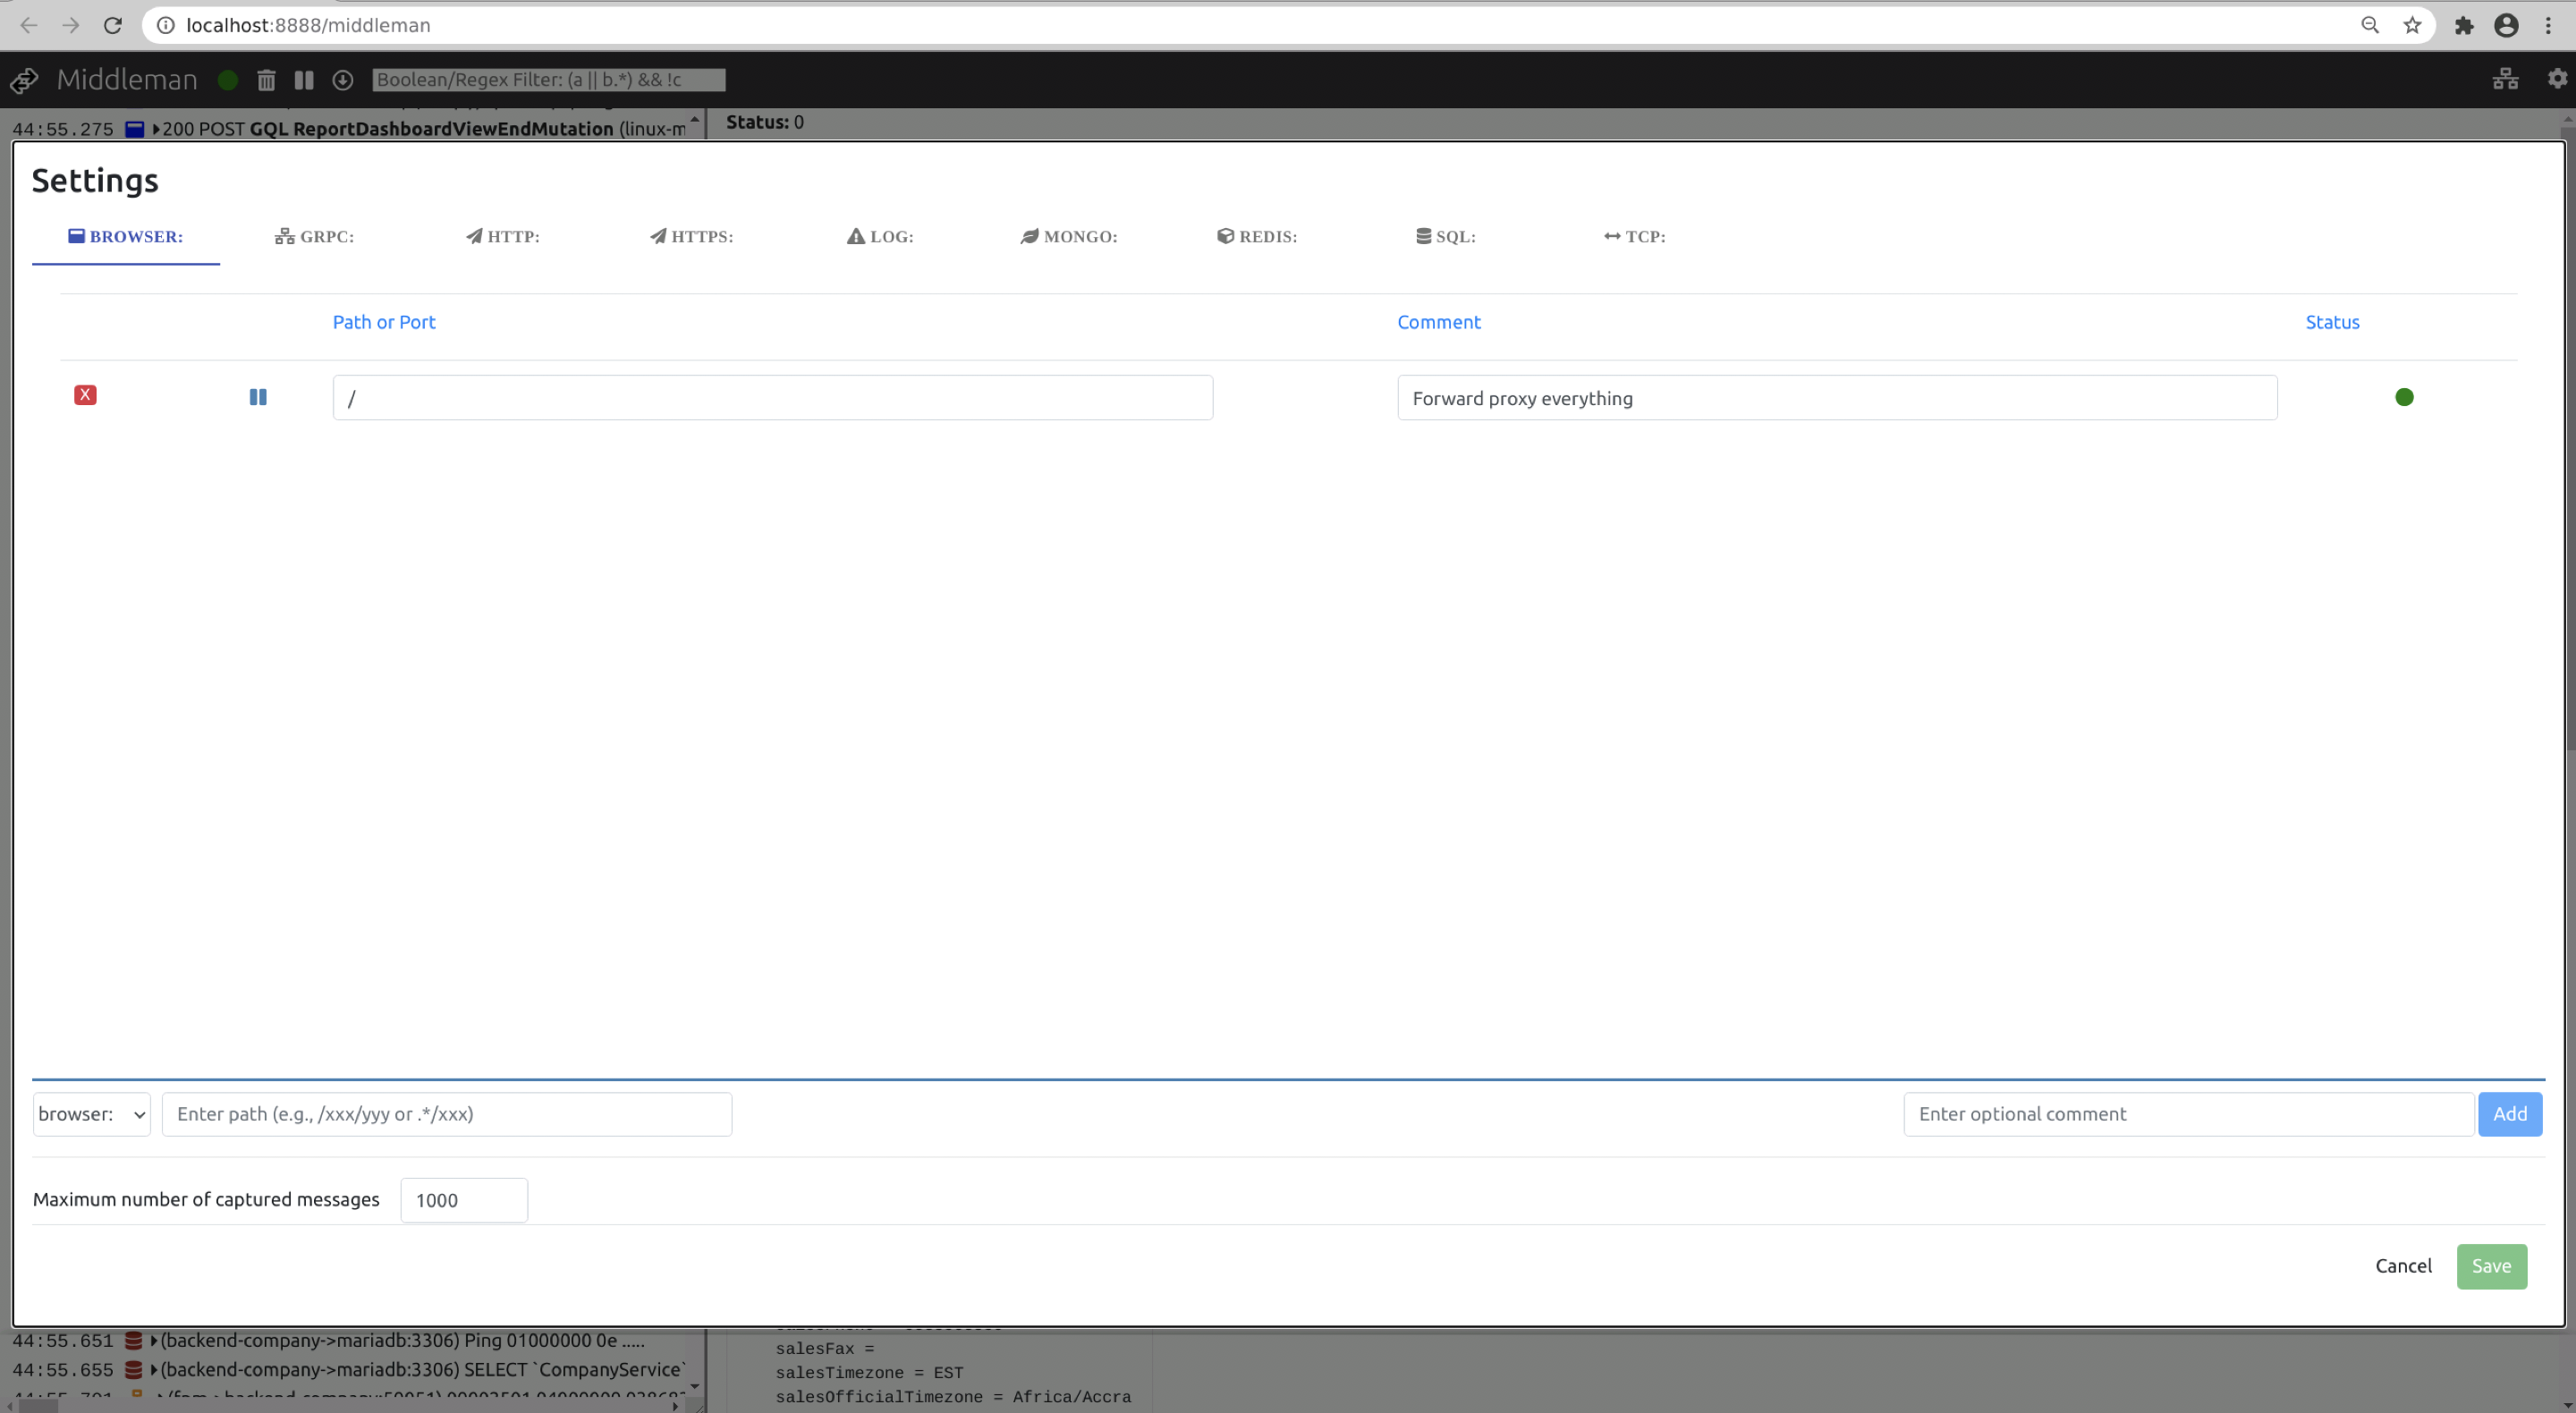 localhost:8888/middleman
Middleman
Boolean/Regex Filter: (a || b.*) && !c
44:55.275 200 POST GQL ReportDashboardViewEndMutation (linux-m
Status: 0
Settings
BROWSER: GRPC: HTTP: HTTPS: LOG: MONGO: REDIS: SQL: TCP:
Path or Port Comment Status
X / Forward proxy everything
browser: Enter path (e.g., /xxx/yyy or .*/xxx) Enter optional comment Add
Maximum number of captured messages 1000
Cancel Save
44:55.651 (backend-company->mariadb:3306) Ping 01000000 0e .....
44:55.655 (backend-company->mariadb:3306) SELECT `CompanyService`
salesFax =
salesTimezone = EST
salesOfficialTimezone = Africa/Accra